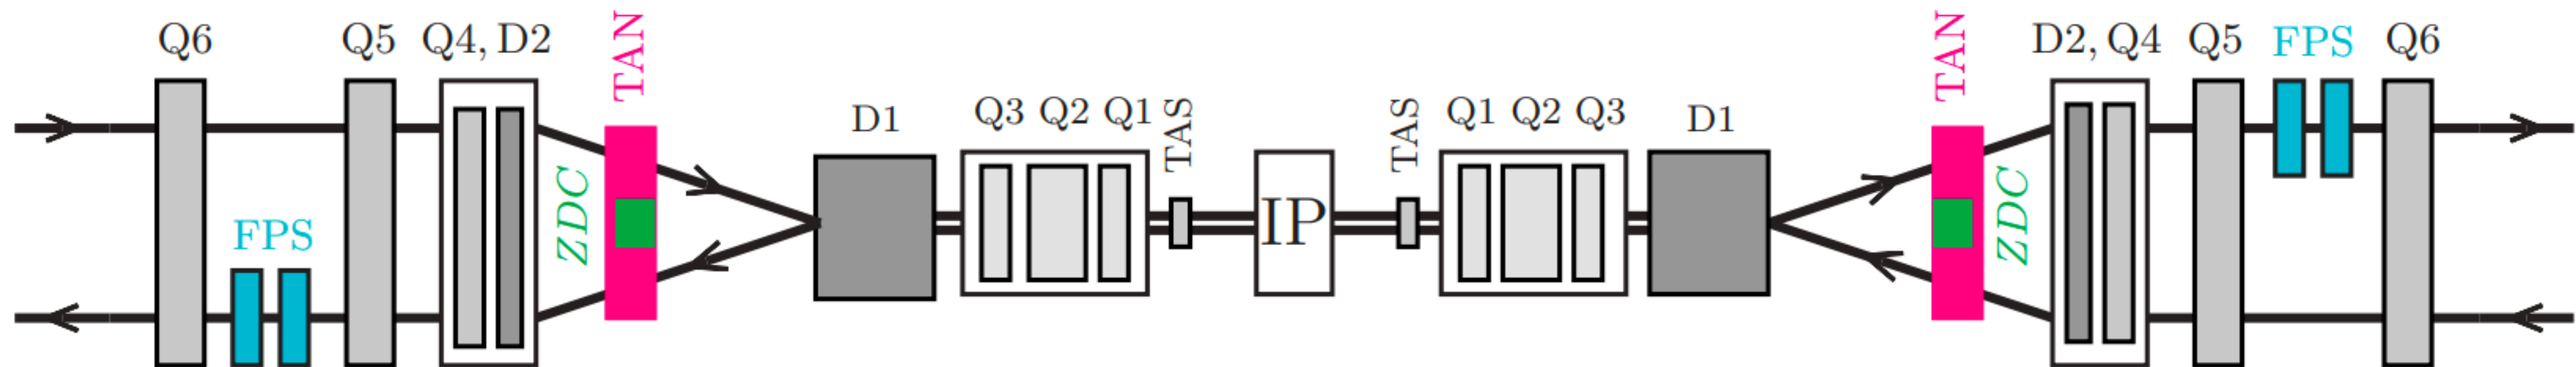 Q6
Q5
Q4, D2
TAN
D1
Q3 Q2 Q1
TAS
TAS
Q1 Q2 Q3
D1
TAN
D2, Q4
Q5
FPS
Q6
FPS
ZDC
IP
ZDC